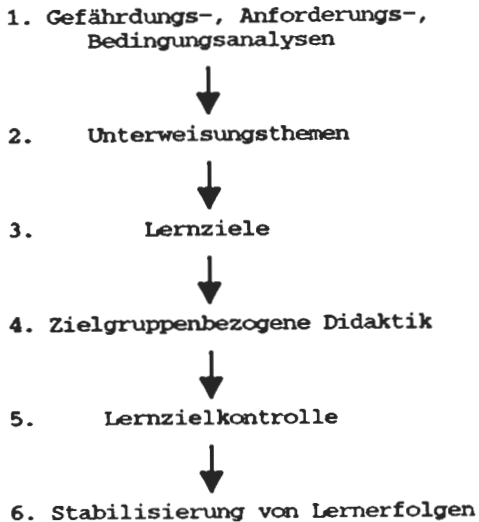 1. Gefährdungs-, Anforderungs-,
Bedingungsanalysen
2. Unterweisungsthemen
3. Lernziele
4. Zielgruppenbezogene Didaktik
5. Lernzielkontrolle
6. Stabilisierung von Lernerfolgen